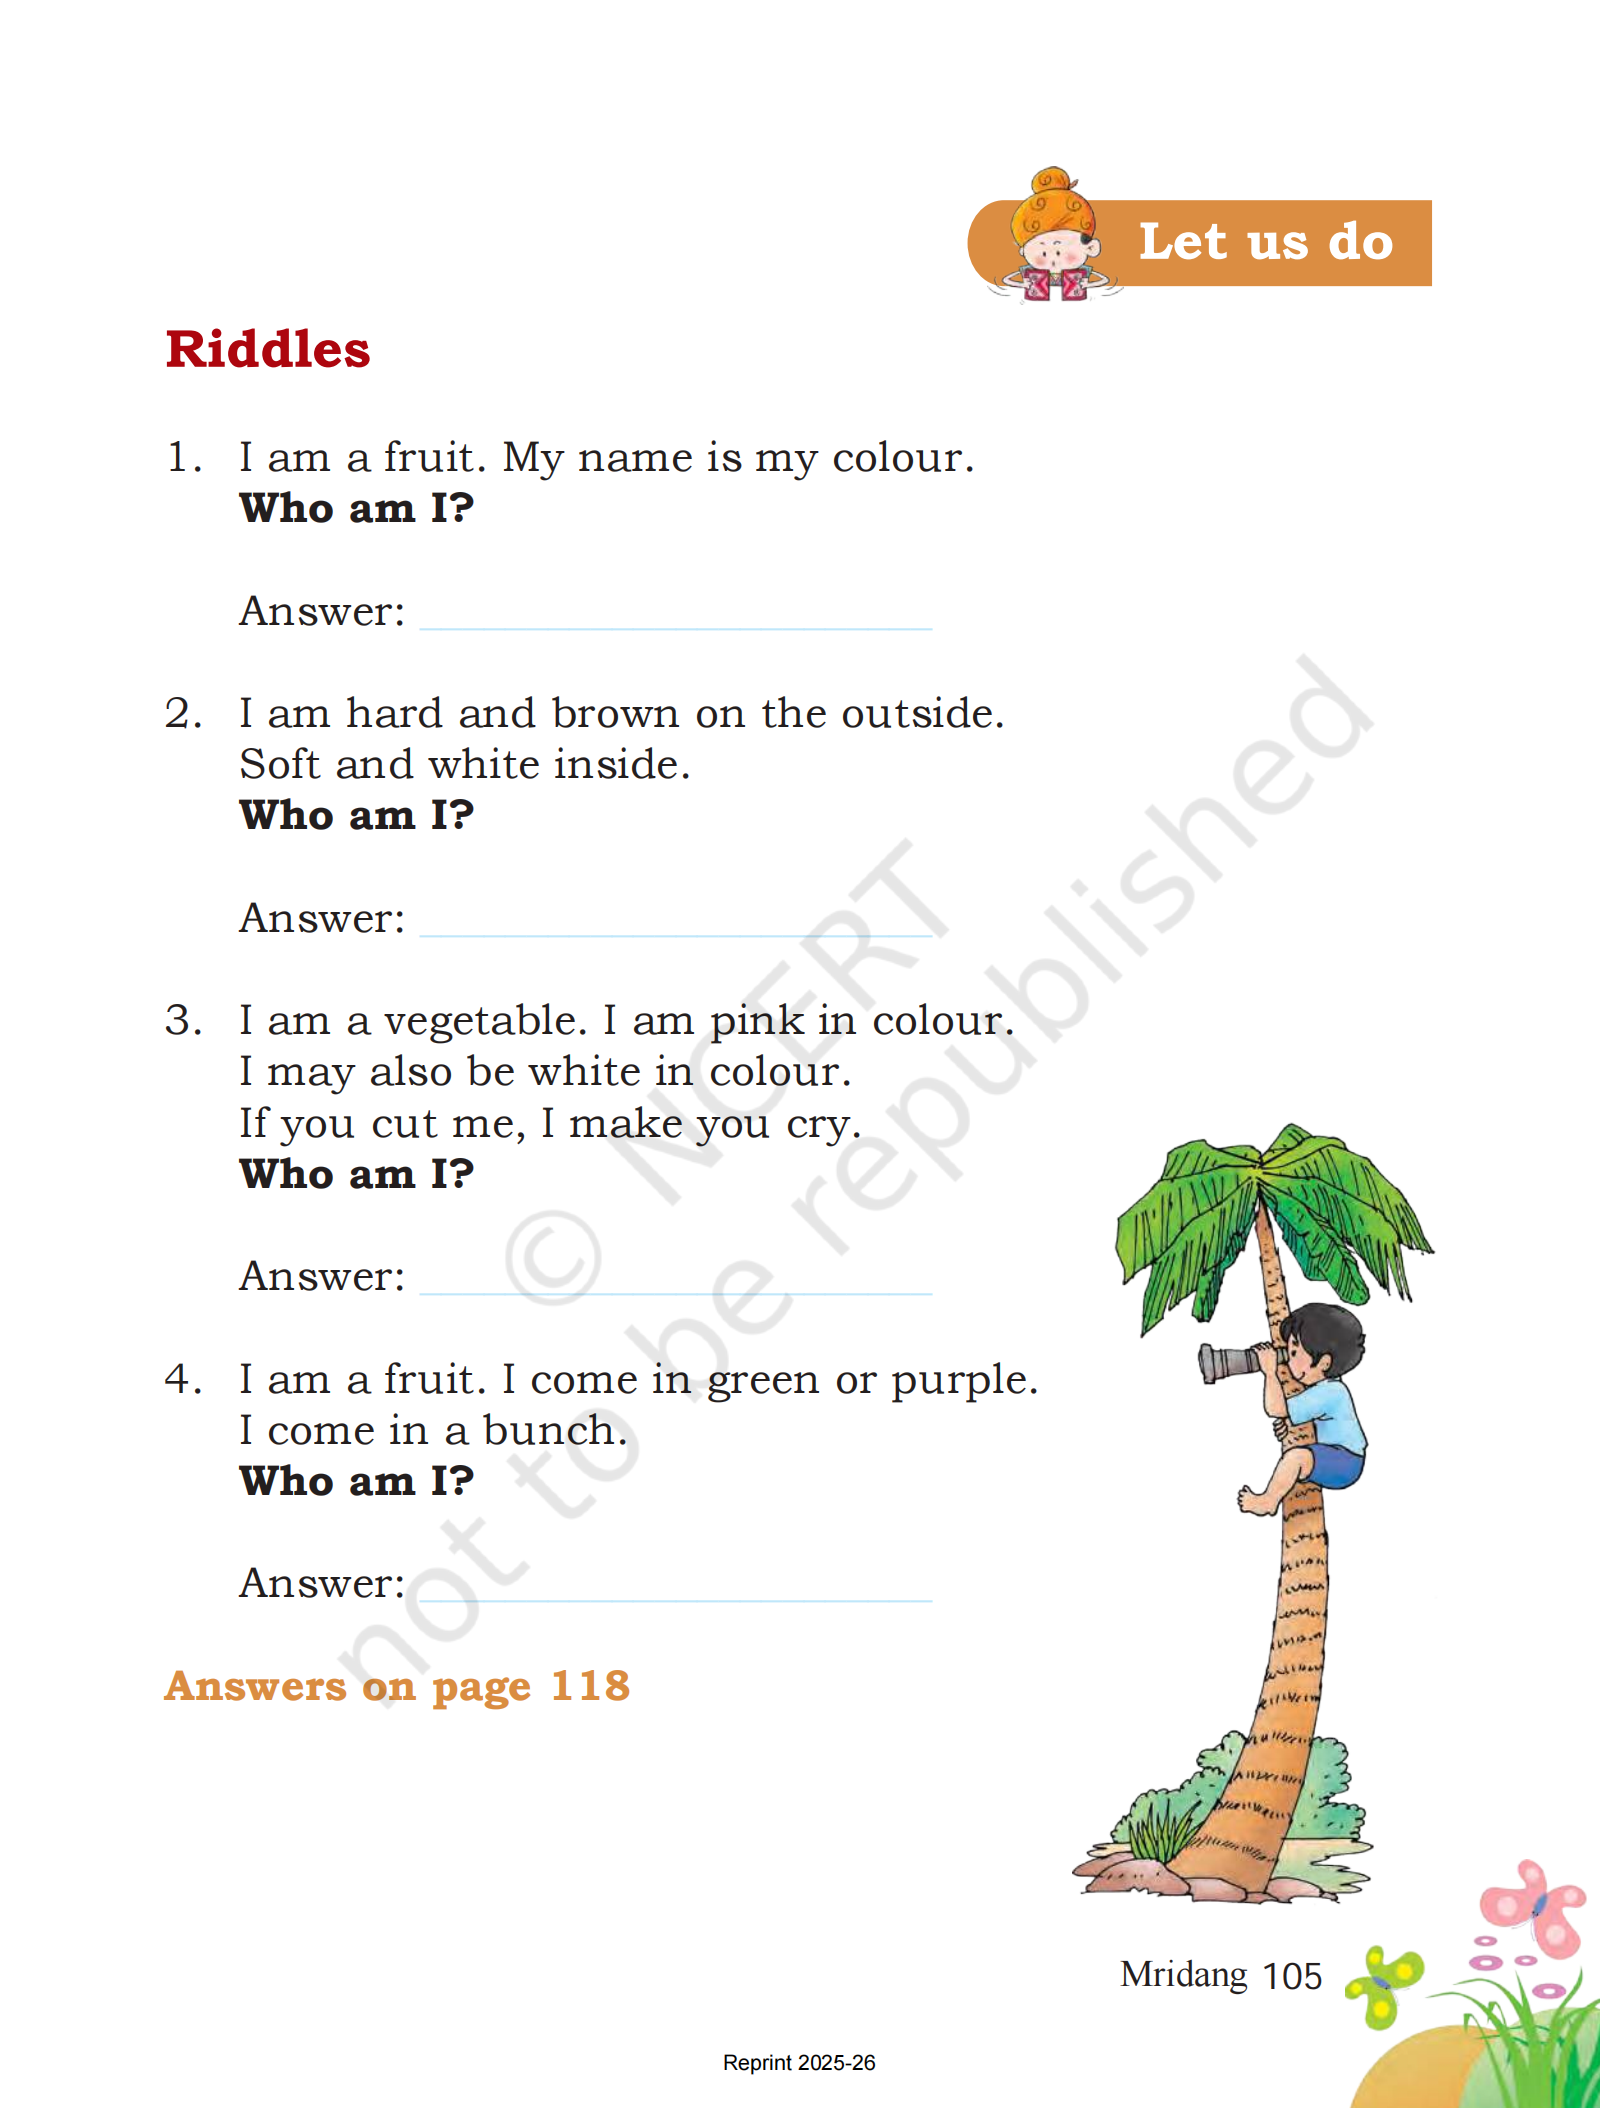 Let us do
Riddles
1. I am a fruit. My name is my colour.
Who am I?
Answer:
2. I am hard and brown on the outside.
Soft and white inside.
Who am I?
Answer:
3. I am a vegetable. I am pink in colour.
I may also be white in colour.
If you cut me, I make you cry.
Who am I?
Answer:
4. I am a fruit. I come in green or purple.
I come in a bunch.
Who am I?
Answer:
Answers on page 118
© NCERT
not to be republished
Mridang 105
Reprint 2025-26